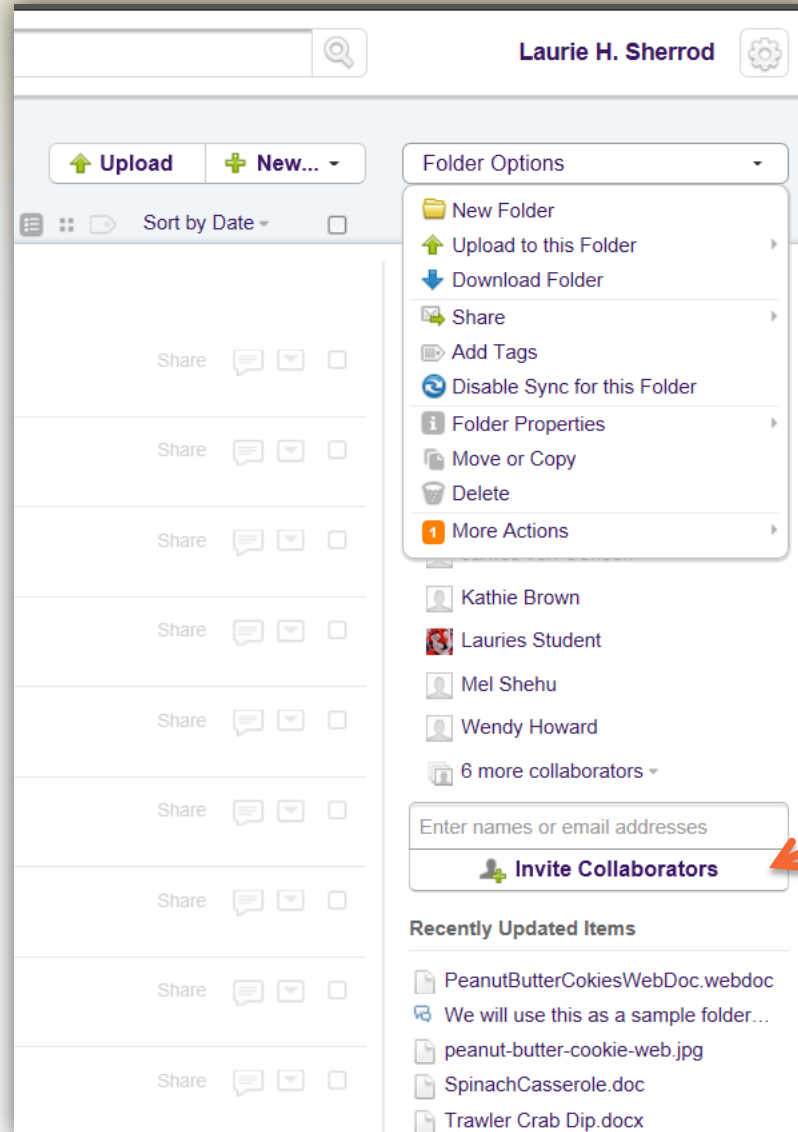 Laurie H. Sherrod
Upload
New...
Folder Options
Sort by Date
New Folder
Upload to this Folder
Download Folder
Share
Add Tags
Disable Sync for this Folder
Folder Properties
Move or Copy
Delete
1 More Actions
Share
Share
Share
Share
Share
Share
Share
Share
Share
Kathie Brown
Lauries Student
Mel Shehu
Wendy Howard
6 more collaborators
Enter names or email addresses
Invite Collaborators
Recently Updated Items
PeanutButterCokiesWebDoc.webdoc
We will use this as a sample folder…
peanut-butter-cookie-web.jpg
SpinachCasserole.doc
Trawler Crab Dip.docx